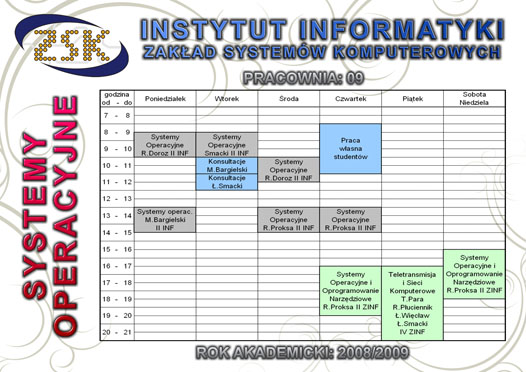 ZSK
INSTYTUT INFORMATYKI
ZAKŁAD SYSTEMÓW KOMPUTEROWYCH
PRACOWNIA: 09
SYSTEMY
OPERACYJNE
godzina
od - do
Poniedziałek
Wtorek
Środa
Czwartek
Piątek
Sobota
Niedziela
7 - 8
8 - 9
9 - 10
10 - 11
11 - 12
12 - 13
13 - 14
14 - 15
15 - 16
16 - 17
17 - 18
18 - 19
19 - 20
20 - 21
Systemy
Operacyjne
R.Doroz II INF
Systemy operac.
M.Bargielski
II INF
Systemy
Operacyjne
Smacki II INF
Konsultacje
M.Bargielski
Konsultacje
Ł.Smacki
Systemy
Operacyjne
R.Doroz II INF
Systemy
Operacyjne
R.Proksa II INF
Praca
własna
studentów
Systemy
Operacyjne
R.Proksa II INF
Systemy
Operacyjne i
Oprogramowanie
Narzędziowe
R.Proksa II ZINF
Teletransmisja
i Sieci
Komputerowe
T.Para
R.Płuciennik
Ł.Więcław
Ł.Smacki
IV ZINF
Systemy
Operacyjne i
Oprogramowanie
Narzędziowe
R.Proksa II ZINF
ROK AKADEMICKI: 2008/2009